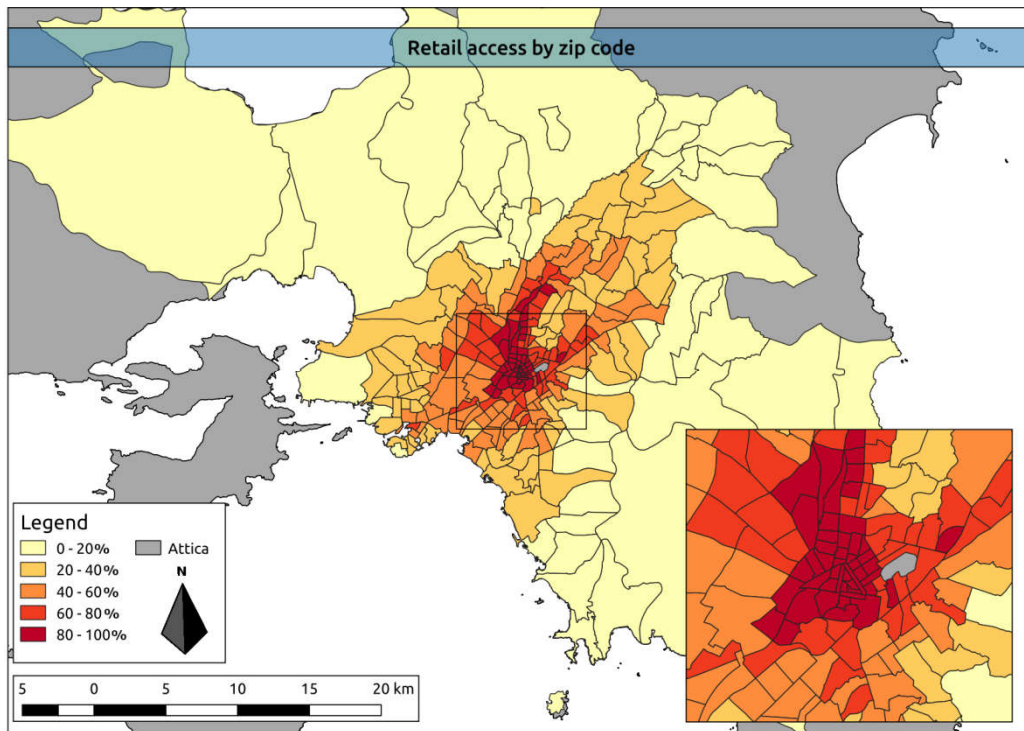 Retail access by zip code
Legend
0 - 20% Attica
20 - 40%
40 - 60%
60 - 80%
80 - 100%
N
5 0 5 10 15 20 km